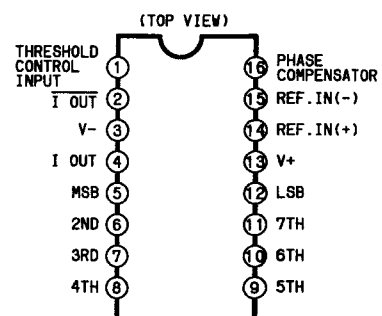 (TOP VIEW)
THRESHOLD
CONTROL
INPUT
1
I OUT
2
V-
3
I OUT
4
MSB
5
2ND
6
3RD
7
4TH
8
16
PHASE
COMPENSATOR
15
REF.IN(-)
14
REF.IN(+)
13
V+
12
LSB
11
7TH
10
6TH
9
5TH